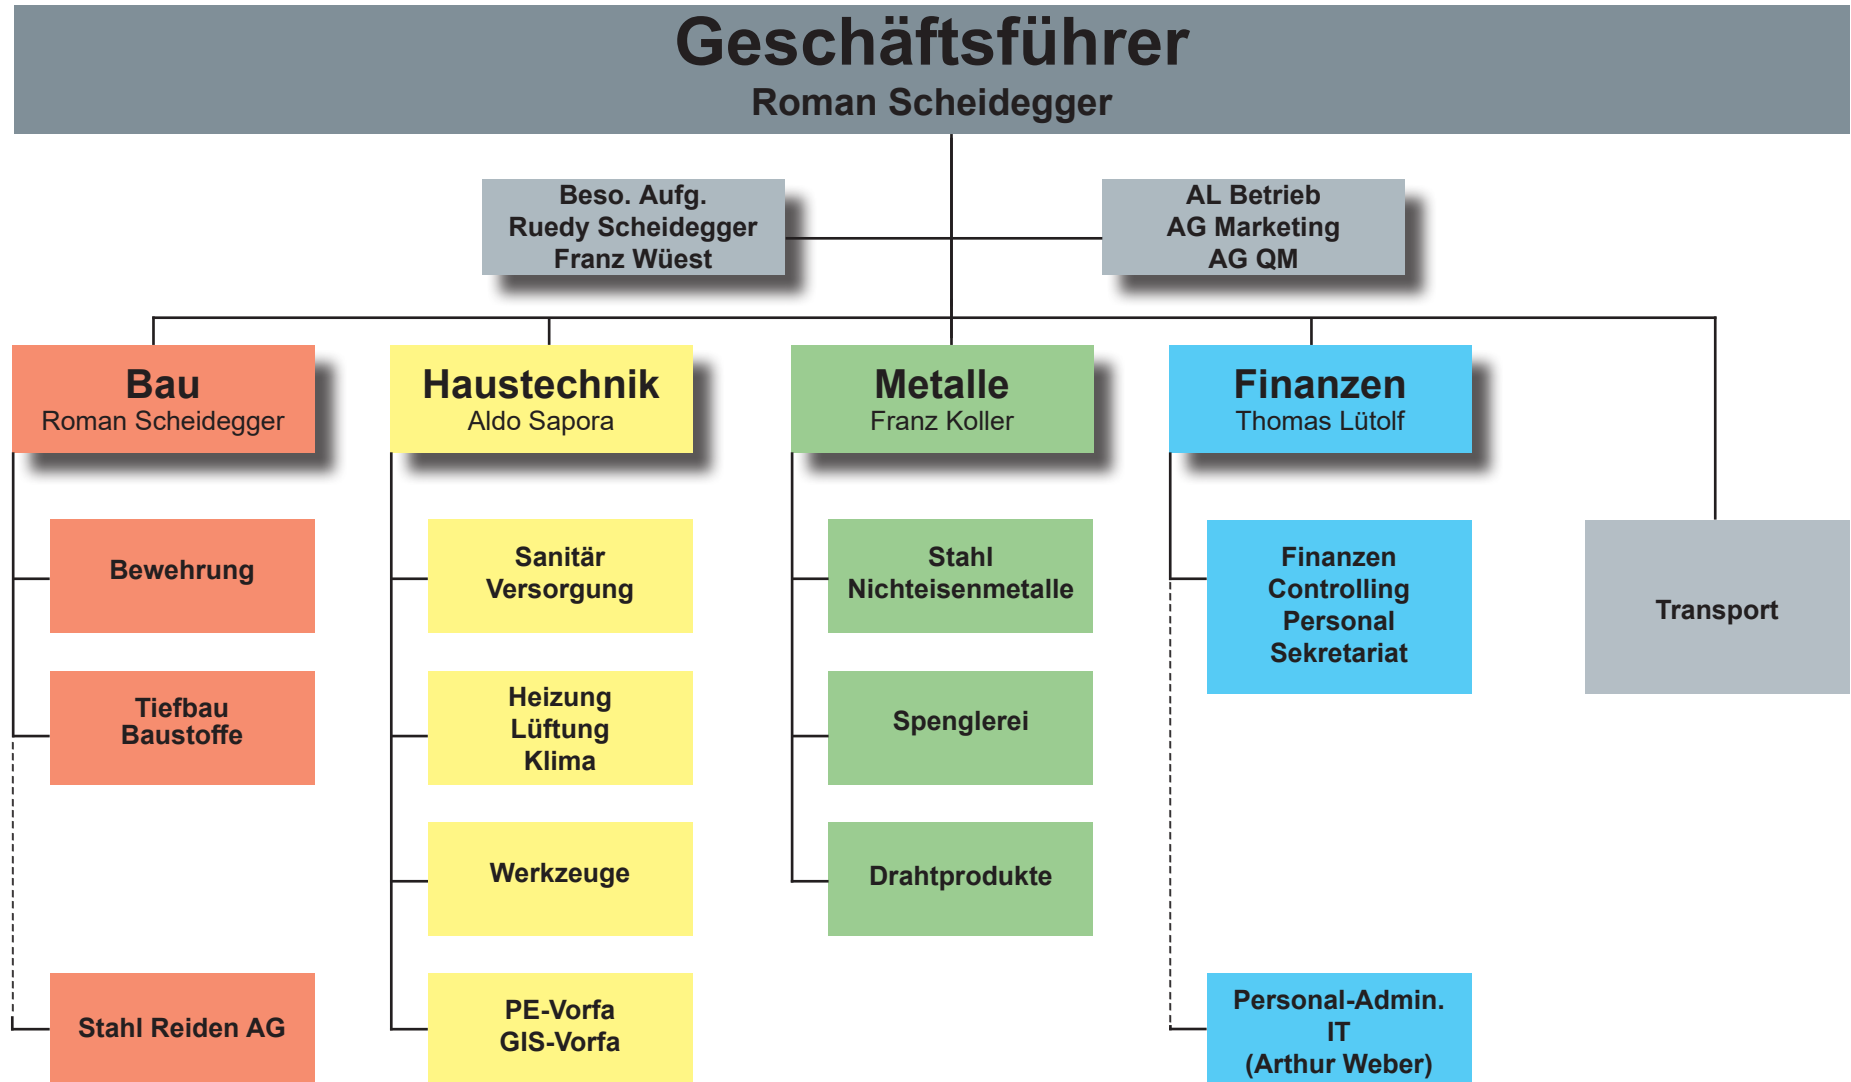 Geschäftsführer
Roman Scheidegger
Beso. Aufg.
Ruedy Scheidegger
Franz Wüest
AL Betrieb
AG Marketing
AG QM
Bau
Roman Scheidegger
Haustechnik
Aldo Sapora
Metalle
Franz Koller
Finanzen
Thomas Lütolf
Bewehrung
Tiefbau
Baustoffe
Stahl Reiden AG
Sanitär
Versorgung
Heizung
Lüftung
Klima
Werkzeuge
PE-Vorfa
GIS-Vorfa
Stahl
Nichteisenmetalle
Spenglerei
Drahtprodukte
Finanzen
Controlling
Personal
Sekretariat
Personal-Admin.
IT
(Arthur Weber)
Transport